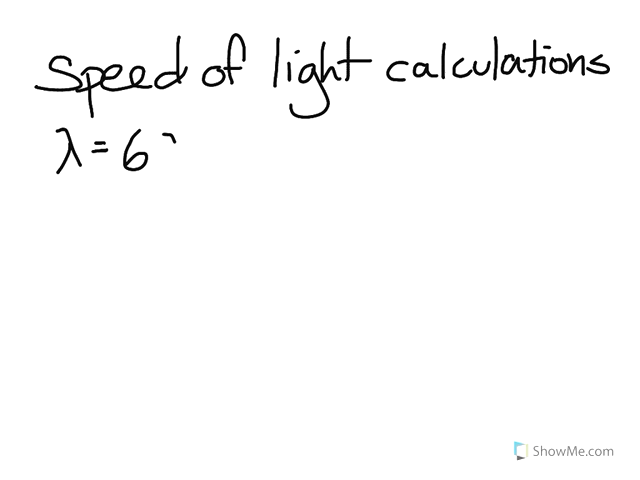 Speed of light calculations
λ = 6
ShowMe.com